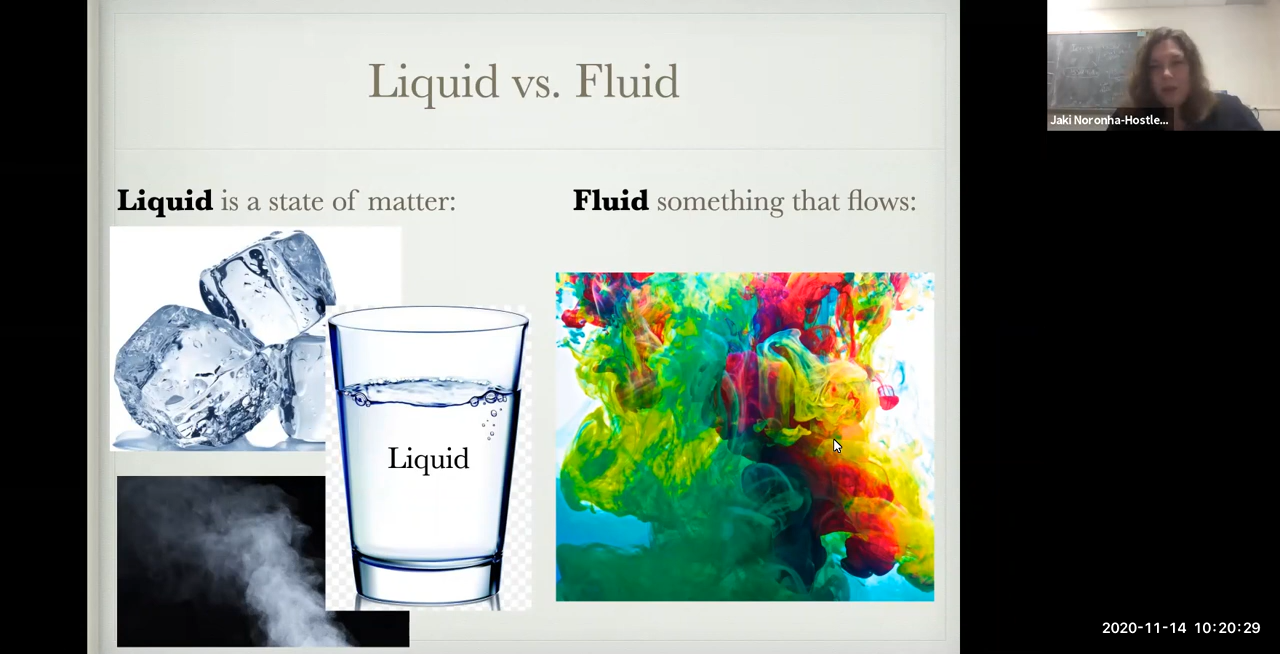 Liquid vs. Fluid
Liquid is a state of matter:
Fluid something that flows:
Liquid
Jaki Noronha-Hostle...
2020-11-14 10:20:29